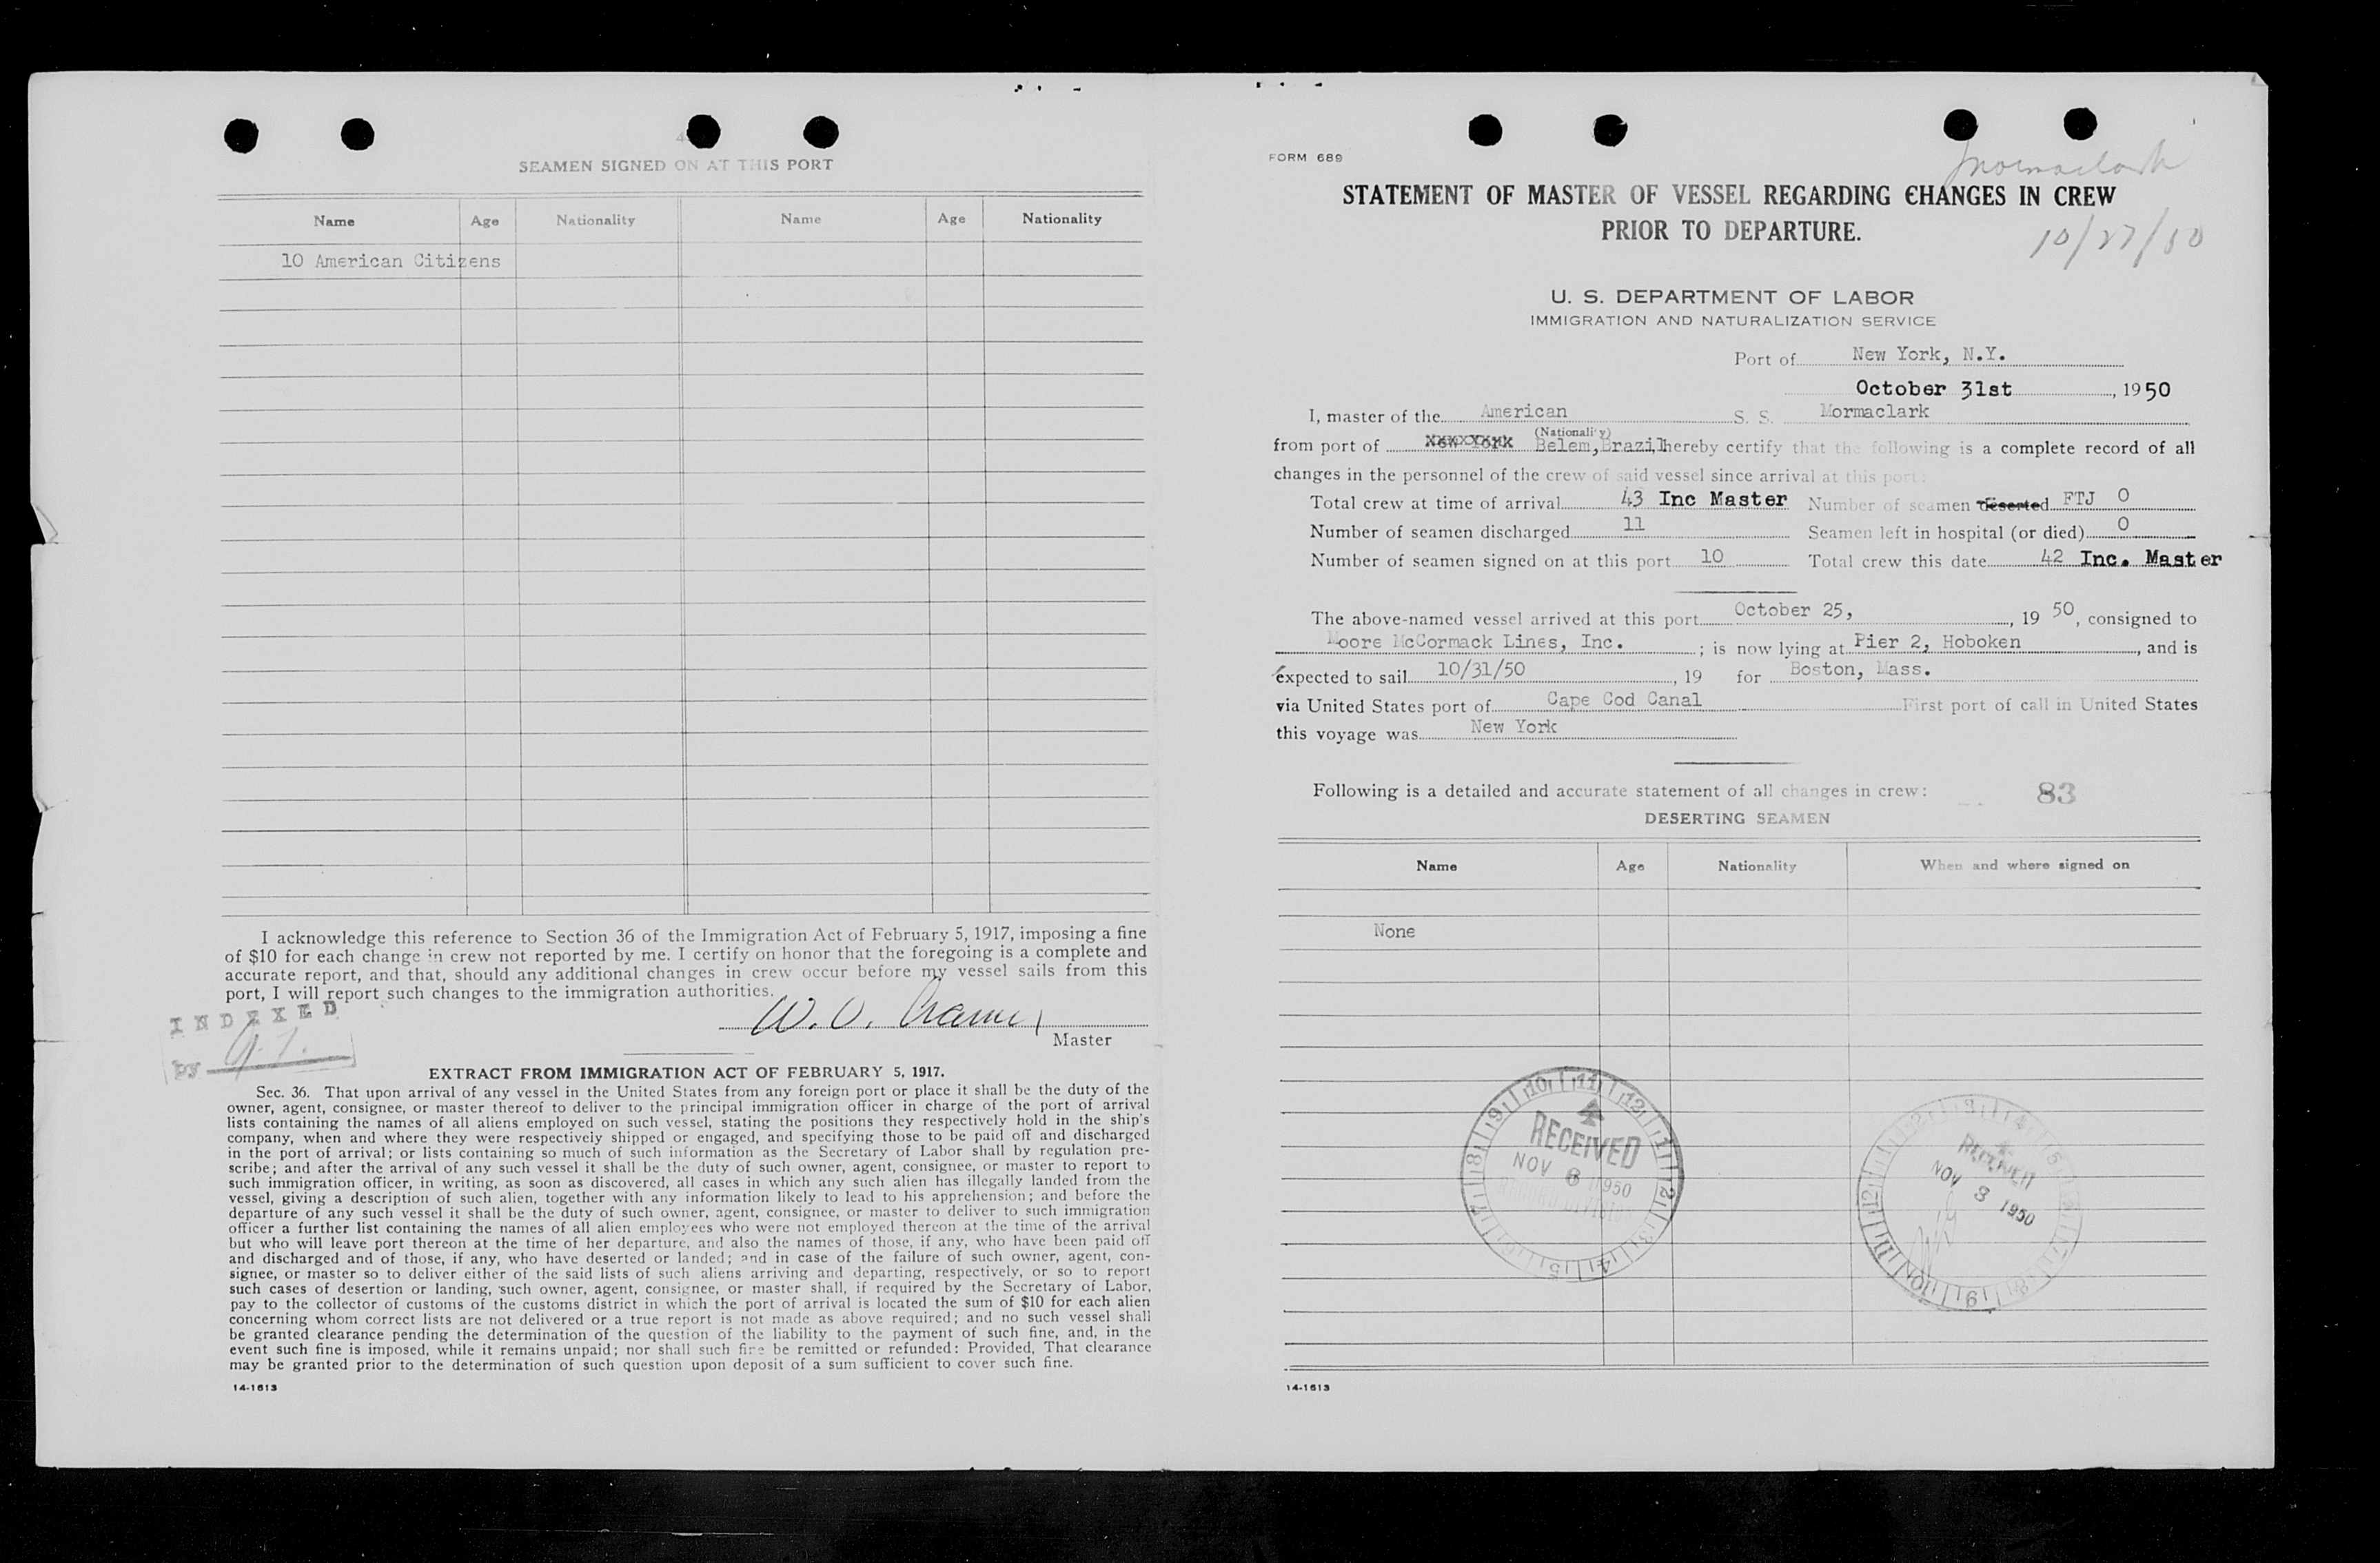 SEAMEN SIGNED ON AT THIS PORT
Name Age Nationality Name Age Nationality
10 American Citizens
I acknowledge this reference to Section 36 of the Immigration Act of February 5, 1917, imposing a fine
of $10 for each change in crew not reported by me. I certify on honor that the foregoing is a complete and
accurate report, and that, should any additional changes in crew occur before my vessel sails from this
port, I will report such changes to the immigration authorities.
INDEXED
by
W. O.
Master
EXTRACT FROM IMMIGRATION ACT OF FEBRUARY 5, 1917.
Sec. 36. That upon arrival of any vessel in the United States from any foreign port or place it shall be the duty of the
owner, agent, consignee, or master thereof to deliver to the principal immigration officer in charge of the port of arrival
lists containing the names of all aliens employed on such vessel, stating the positions they respectively hold in the ship's
company, when and where they were respectively shipped or engaged, and specifying those to be paid off and discharged
in the port of arrival; or lists containing so much of such information as the Secretary of Labor shall by regulation pre-
scribe; and after the arrival of any such vessel it shall be the duty of such owner, agent, consignee, or master to report to
such immigration officer, in writing, as soon as discovered, all cases in which any such alien has illegally landed from the
vessel, giving a description of such alien, together with any information likely to lead to his apprehension; and before the
departure of any such vessel it shall be the duty of such owner, agent, consignee, or master to deliver to such immigration
officer a further list containing the names of all alien employees who were not employed thereon at the time of the arrival
but who will leave port thereon at the time of her departure, and also the names of those, if any, who have been paid off
and discharged and of those, if any, who have deserted or landed; and in case of the failure of such owner, agent, con-
signee, or master so to deliver either of the said lists of such aliens arriving and departing, respectively, or so to report
such cases of desertion or landing, such owner, agent, consignee, or master shall, if required by the Secretary of Labor,
pay to the collector of customs of the customs district in which the port of arrival is located the sum of $10 for each alien
concerning whom correct lists are not delivered or a true report is not made as above required; and no such vessel shall
be granted clearance pending the determination of the question of the liability to the payment of such fine, and, in the
event such fine is imposed, while it remains unpaid; nor shall such fine be remitted or refunded: Provided, That clearance
may be granted prior to the determination of such question upon deposit of a sum sufficient to cover such fine.
14-1613
FORM 689
Mormaclark
STATEMENT OF MASTER OF VESSEL REGARDING CHANGES IN CREW
PRIOR TO DEPARTURE.
10/27/50
U. S. DEPARTMENT OF LABOR
IMMIGRATION AND NATURALIZATION SERVICE
Port of New York, N.Y.
October 31st, 1950
I, master of the American S. S. Mormaclark
(Nationality)
from port of New York Belem, Brazil hereby certify that the following is a complete record of all
changes in the personnel of the crew of said vessel since arrival at this port:
Total crew at time of arrival 43 Inc Master Number of seamen deserted FTJ 0
Number of seamen discharged 11 Seamen left in hospital (or died) 0
Number of seamen signed on at this port 10 Total crew this date 42 Inc. Master
The above-named vessel arrived at this port October 25, , 19 50, consigned to
Moore McCormack Lines, Inc. ; is now lying at Pier 2, Hoboken, and is
expected to sail 10/31/50, 19 for Boston, Mass.
via United States port of Cape Cod Canal First port of call in United States
this voyage was New York
Following is a detailed and accurate statement of all changes in crew:
83
DESERTING SEAMEN
Name Age Nationality When and where signed on
None
RECEIVED
NOV 8 1950
RECORD DIVISION
RECEIVED
NOV 3 1950
14-1613